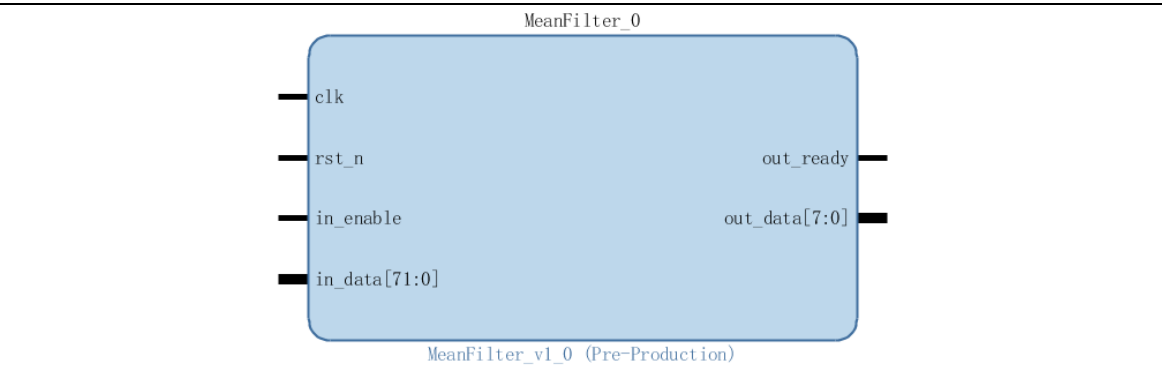 MeanFilter_0
clk
rst_n
out_ready
in_enable
out_data[7:0]
in_data[71:0]
MeanFilter_v1_0 (Pre-Production)